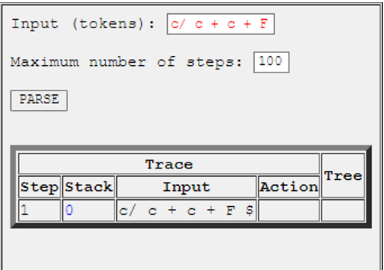 Input (tokens): c/ c + c + F
Maximum number of steps: 100
PARSE
Trace Tree
Step Stack Input Action
1 0 c/ c + c + F $